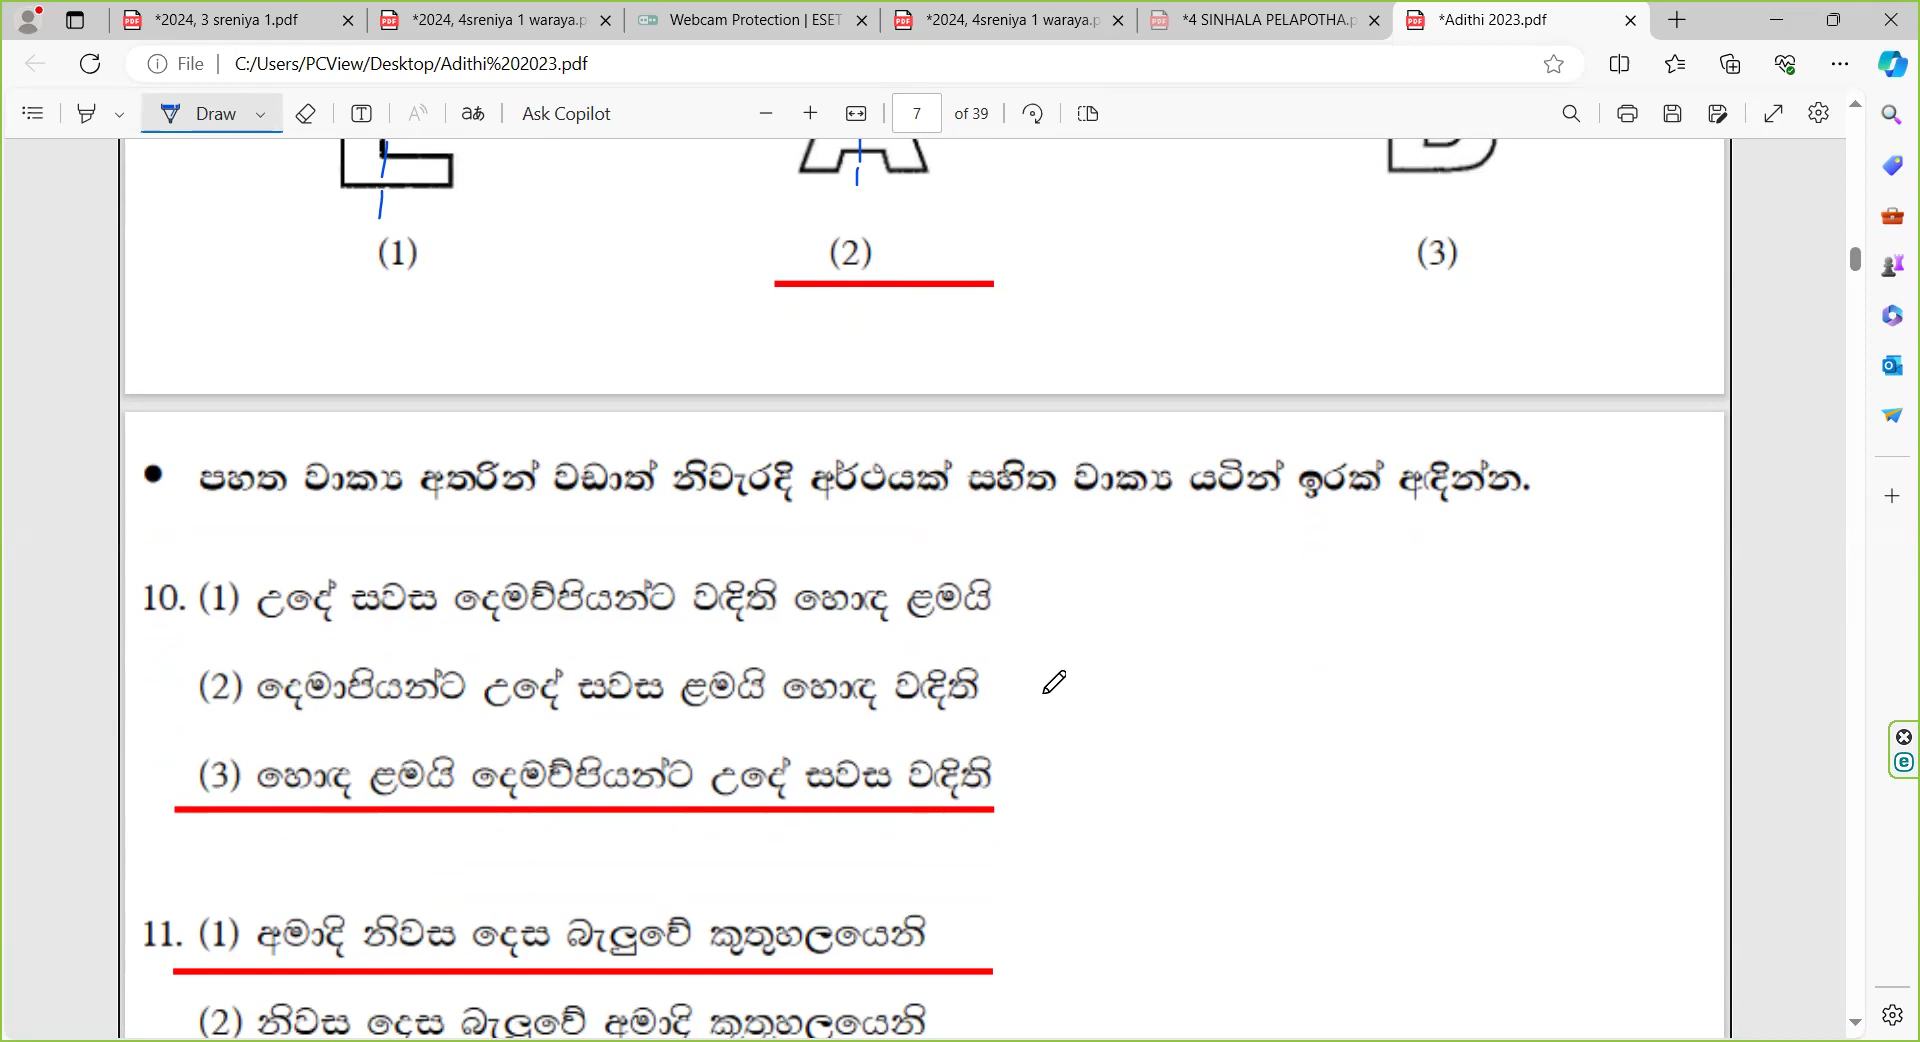 *2024, 3 sreniya 1.pdf
*2024, 4sreniya 1 waraya.p
Webcam Protection | ESET
*2024, 4sreniya 1 waraya.p
*4 SINHALA PELAPOTHA.p
*Adithi 2023.pdf
File
C:/Users/PCView/Desktop/Adithi%202023.pdf
Draw
Ask Copilot
7 of 39
L A B
(1) (2) (3)
• පහත වාක්‍ය අතරින් වඩාත් නිවැරදි අර්ථයක් සහිත වාක්‍ය යටින් ඉරක් අඳින්න.
10. (1) උදේ සවස දෙමව්පියන්ට වඳිති හොඳ ළමයි
(2) දෙමාපියන්ට උදේ සවස ළමයි හොඳ වඳිති
(3) හොඳ ළමයි දෙමව්පියන්ට උදේ සවස වඳිති
11. (1) අමාදි නිවස දෙස බැලුවේ කුතුහලයෙනි
(2) නිවස දෙස බැලුවේ අමාදි කුතුහලයෙනි